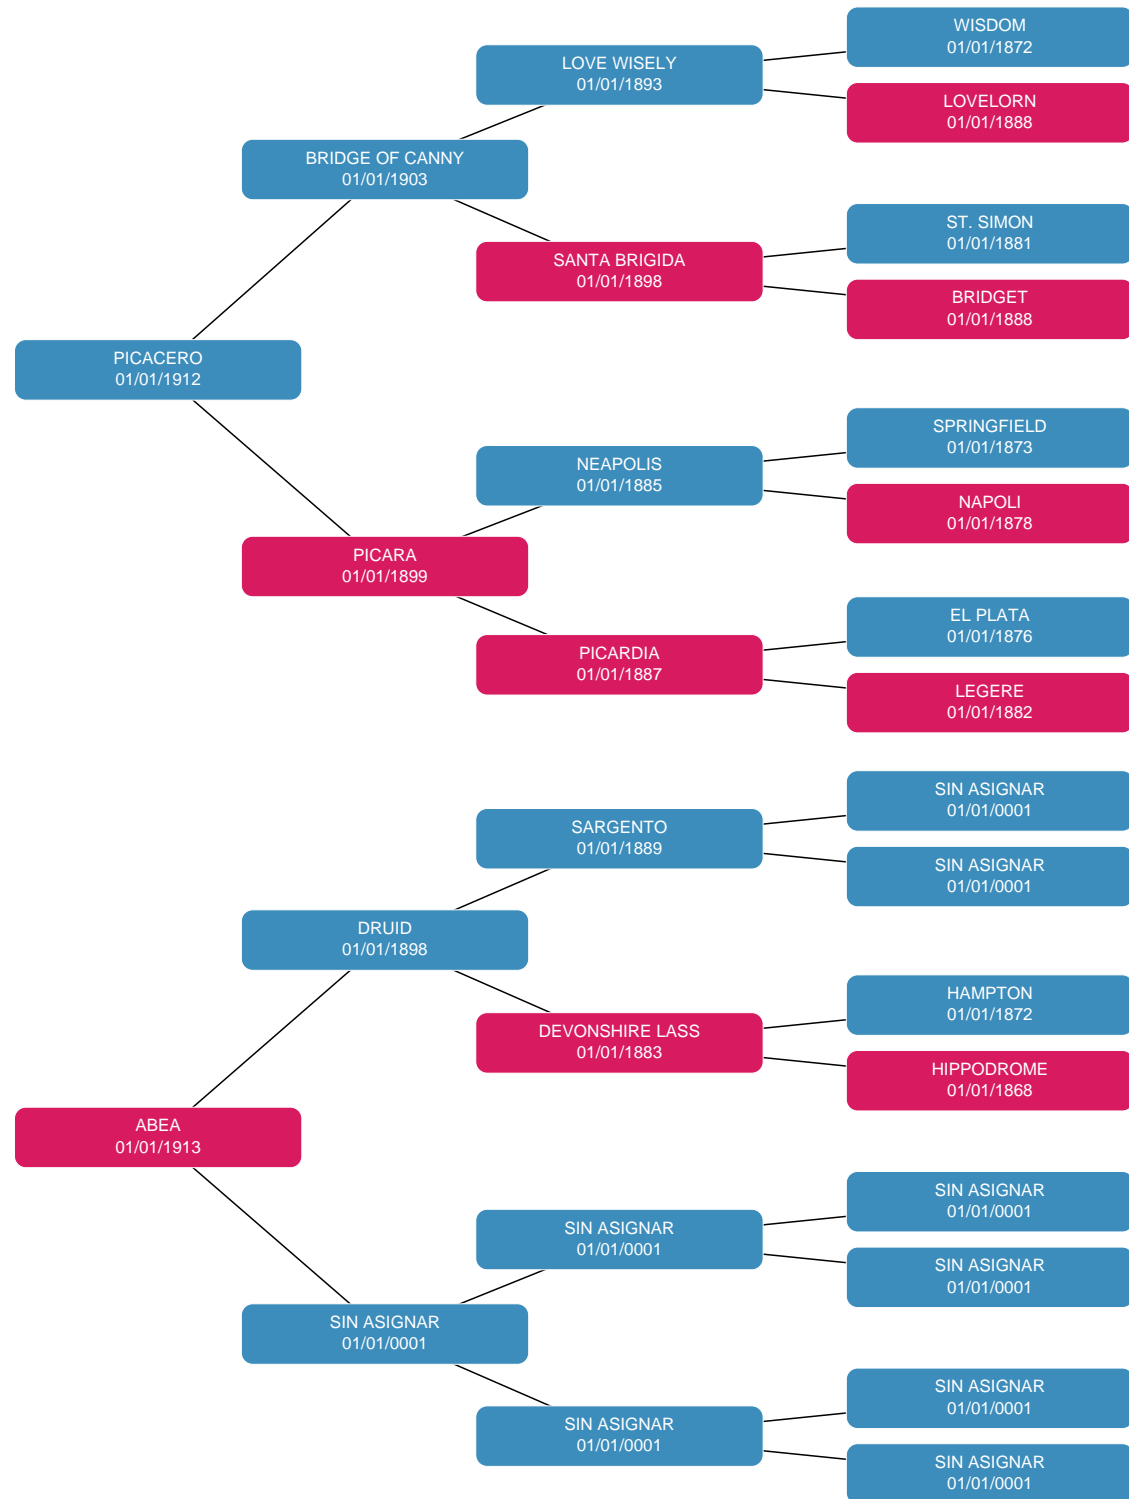 WISDOM
01/01/1872
LOVE WISELY
01/01/1893
LOVELORN
01/01/1888
BRIDGE OF CANNY
01/01/1903
ST. SIMON
01/01/1881
SANTA BRIGIDA
01/01/1898
BRIDGET
01/01/1888
PICACERO
01/01/1912
SPRINGFIELD
01/01/1873
NEAPOLIS
01/01/1885
NAPOLI
01/01/1878
PICARA
01/01/1899
EL PLATA
01/01/1876
PICARDIA
01/01/1887
LEGERE
01/01/1882
SIN ASIGNAR
01/01/0001
SARGENTO
01/01/1889
SIN ASIGNAR
01/01/0001
DRUID
01/01/1898
HAMPTON
01/01/1872
DEVONSHIRE LASS
01/01/1883
HIPPODROME
01/01/1868
ABEA
01/01/1913
SIN ASIGNAR
01/01/0001
SIN ASIGNAR
01/01/0001
SIN ASIGNAR
01/01/0001
SIN ASIGNAR
01/01/0001
SIN ASIGNAR
01/01/0001
SIN ASIGNAR
01/01/0001
SIN ASIGNAR
01/01/0001